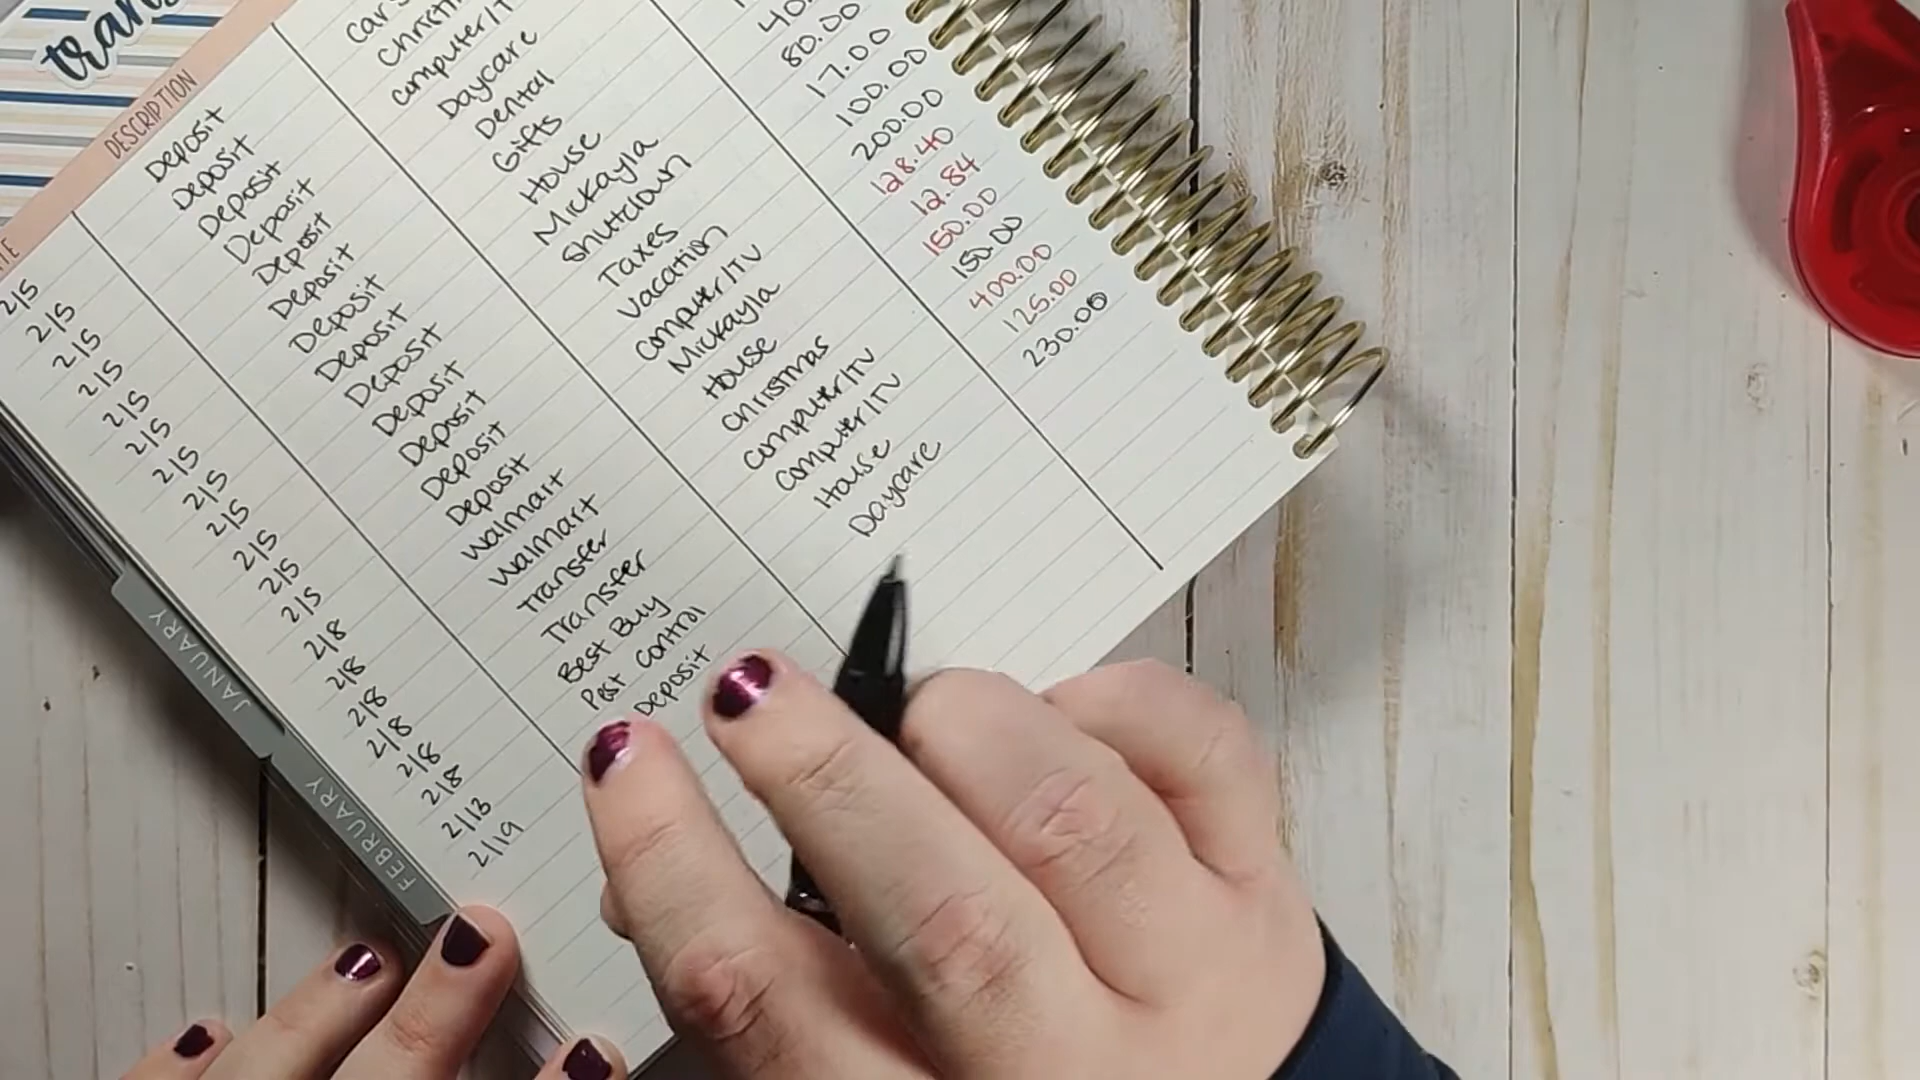 tran
DESCRIPTION
2/5 Deposit
2/5 Deposit
2/5 Deposit
2/5 Deposit Computer/T
2/5 Deposit Daycare
2/5 Deposit Dental
2/5 Deposit Gifts
2/5 Deposit House
2/5 Deposit Mickayla 40.
2/5 Deposit Shutdown 80.00
2/5 Deposit Taxes 17.00
2/5 Deposit Vacation 100.00
2/8 Deposit Computer/TV 200.00
2/8 Walmart Mickayla 128.40
2/8 Walmart House 12.84
2/8 Transfer Christmas 150.00
2/8 Transfer Computer/TV 150.00
2/8 Best Buy Computer/TV 400.00
2/13 Pest Control House 125.00
2/19 Deposit Daycare 230.00
JANUARY
FEBRUARY